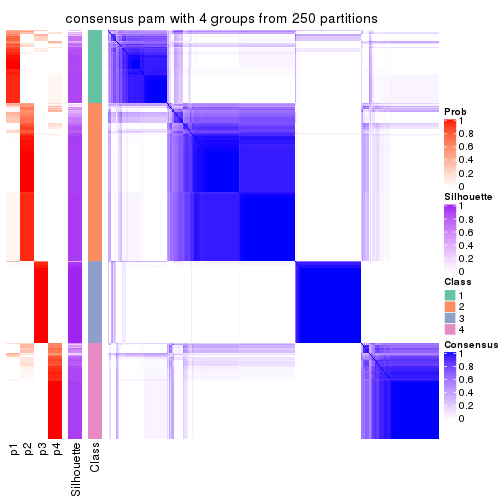 consensus pam with 4 groups from 250 partitions
Prob
1
0.8
0.6
0.4
0.2
0
Silhouette
1
0.8
0.6
0.4
0.2
0
Class
1
2
3
4
Consensus
1
0.8
0.6
0.4
0.2
0
p1
p2
p3
p4
Silhouette
Class